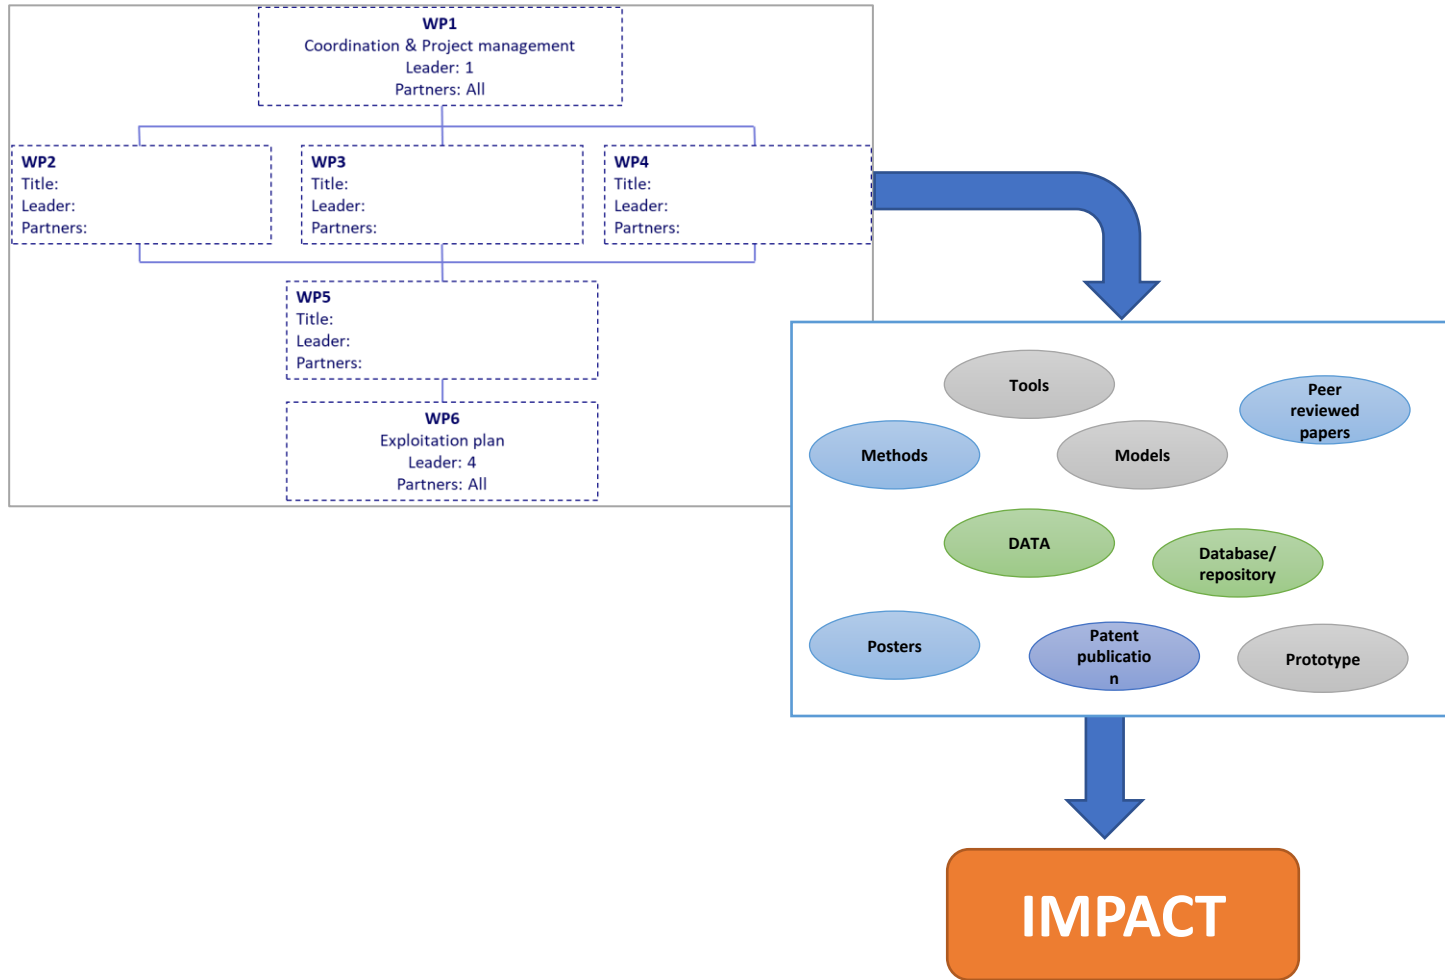 WP1
Coordination & Project management
Leader: 1
Partners: All
WP2
Title:
Leader:
Partners:
WP3
Title:
Leader:
Partners:
WP4
Title:
Leader:
Partners:
WP5
Title:
Leader:
Partners:
WP6
Exploitation plan
Leader: 4
Partners: All
Tools
Peer
reviewed
papers
Methods
Models
DATA
Database/
repository
Posters
Patent
publicatio
n
Prototype
IMPACT